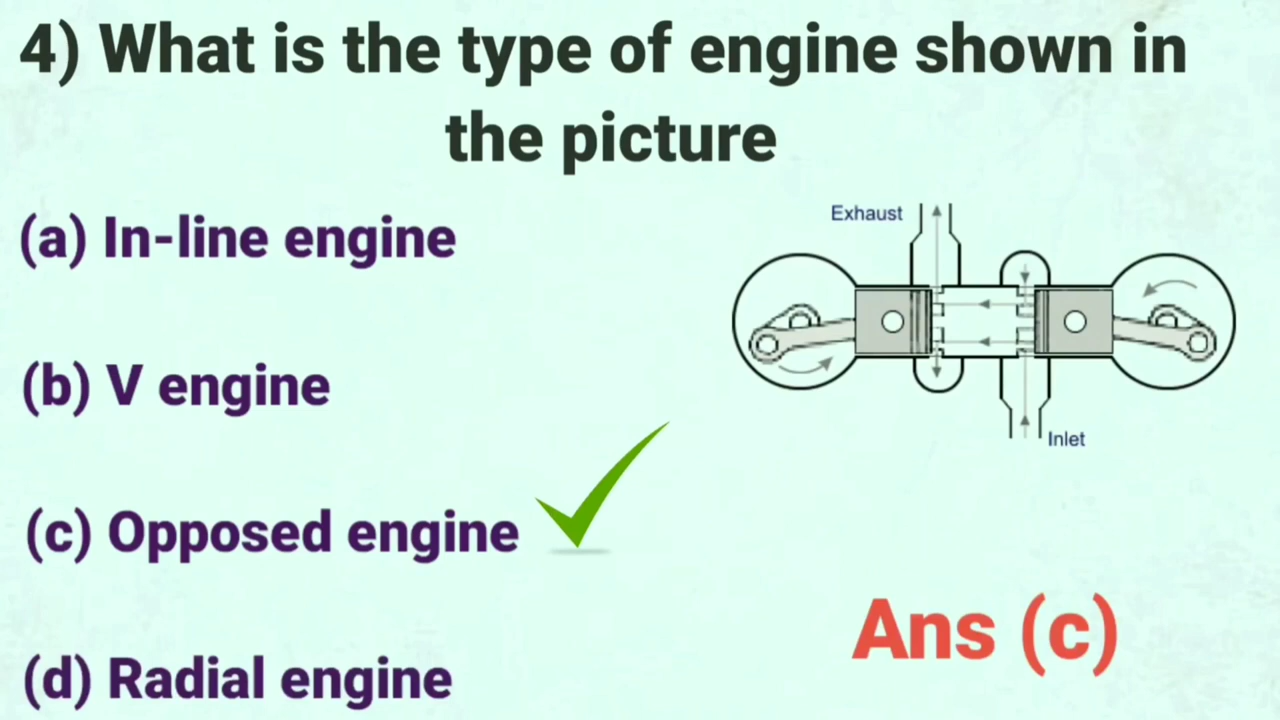 4) What is the type of engine shown in
the picture
(a) In-line engine
Exhaust
(b) V engine
Inlet
(c) Opposed engine
Ans (c)
(d) Radial engine